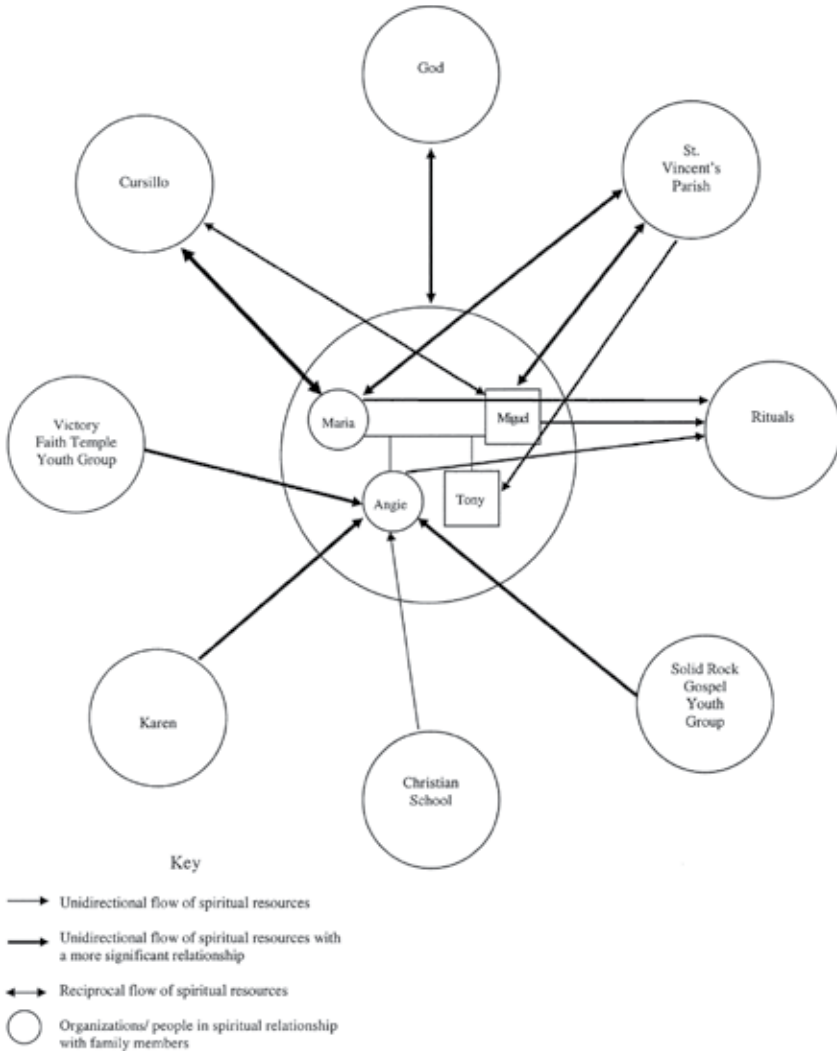 God
Cursillo
St.
Vincent's
Parish
Maria
Miguel
Rituals
Victory
Faith Temple
Youth Group
Angie
Tony
Karen
Christian
School
Solid Rock
Gospel
Youth
Group
Key
Unidirectional flow of spiritual resources
Unidirectional flow of spiritual resources with
a more significant relationship
Reciprocal flow of spiritual resources
Organizations/ people in spiritual relationship
with family members